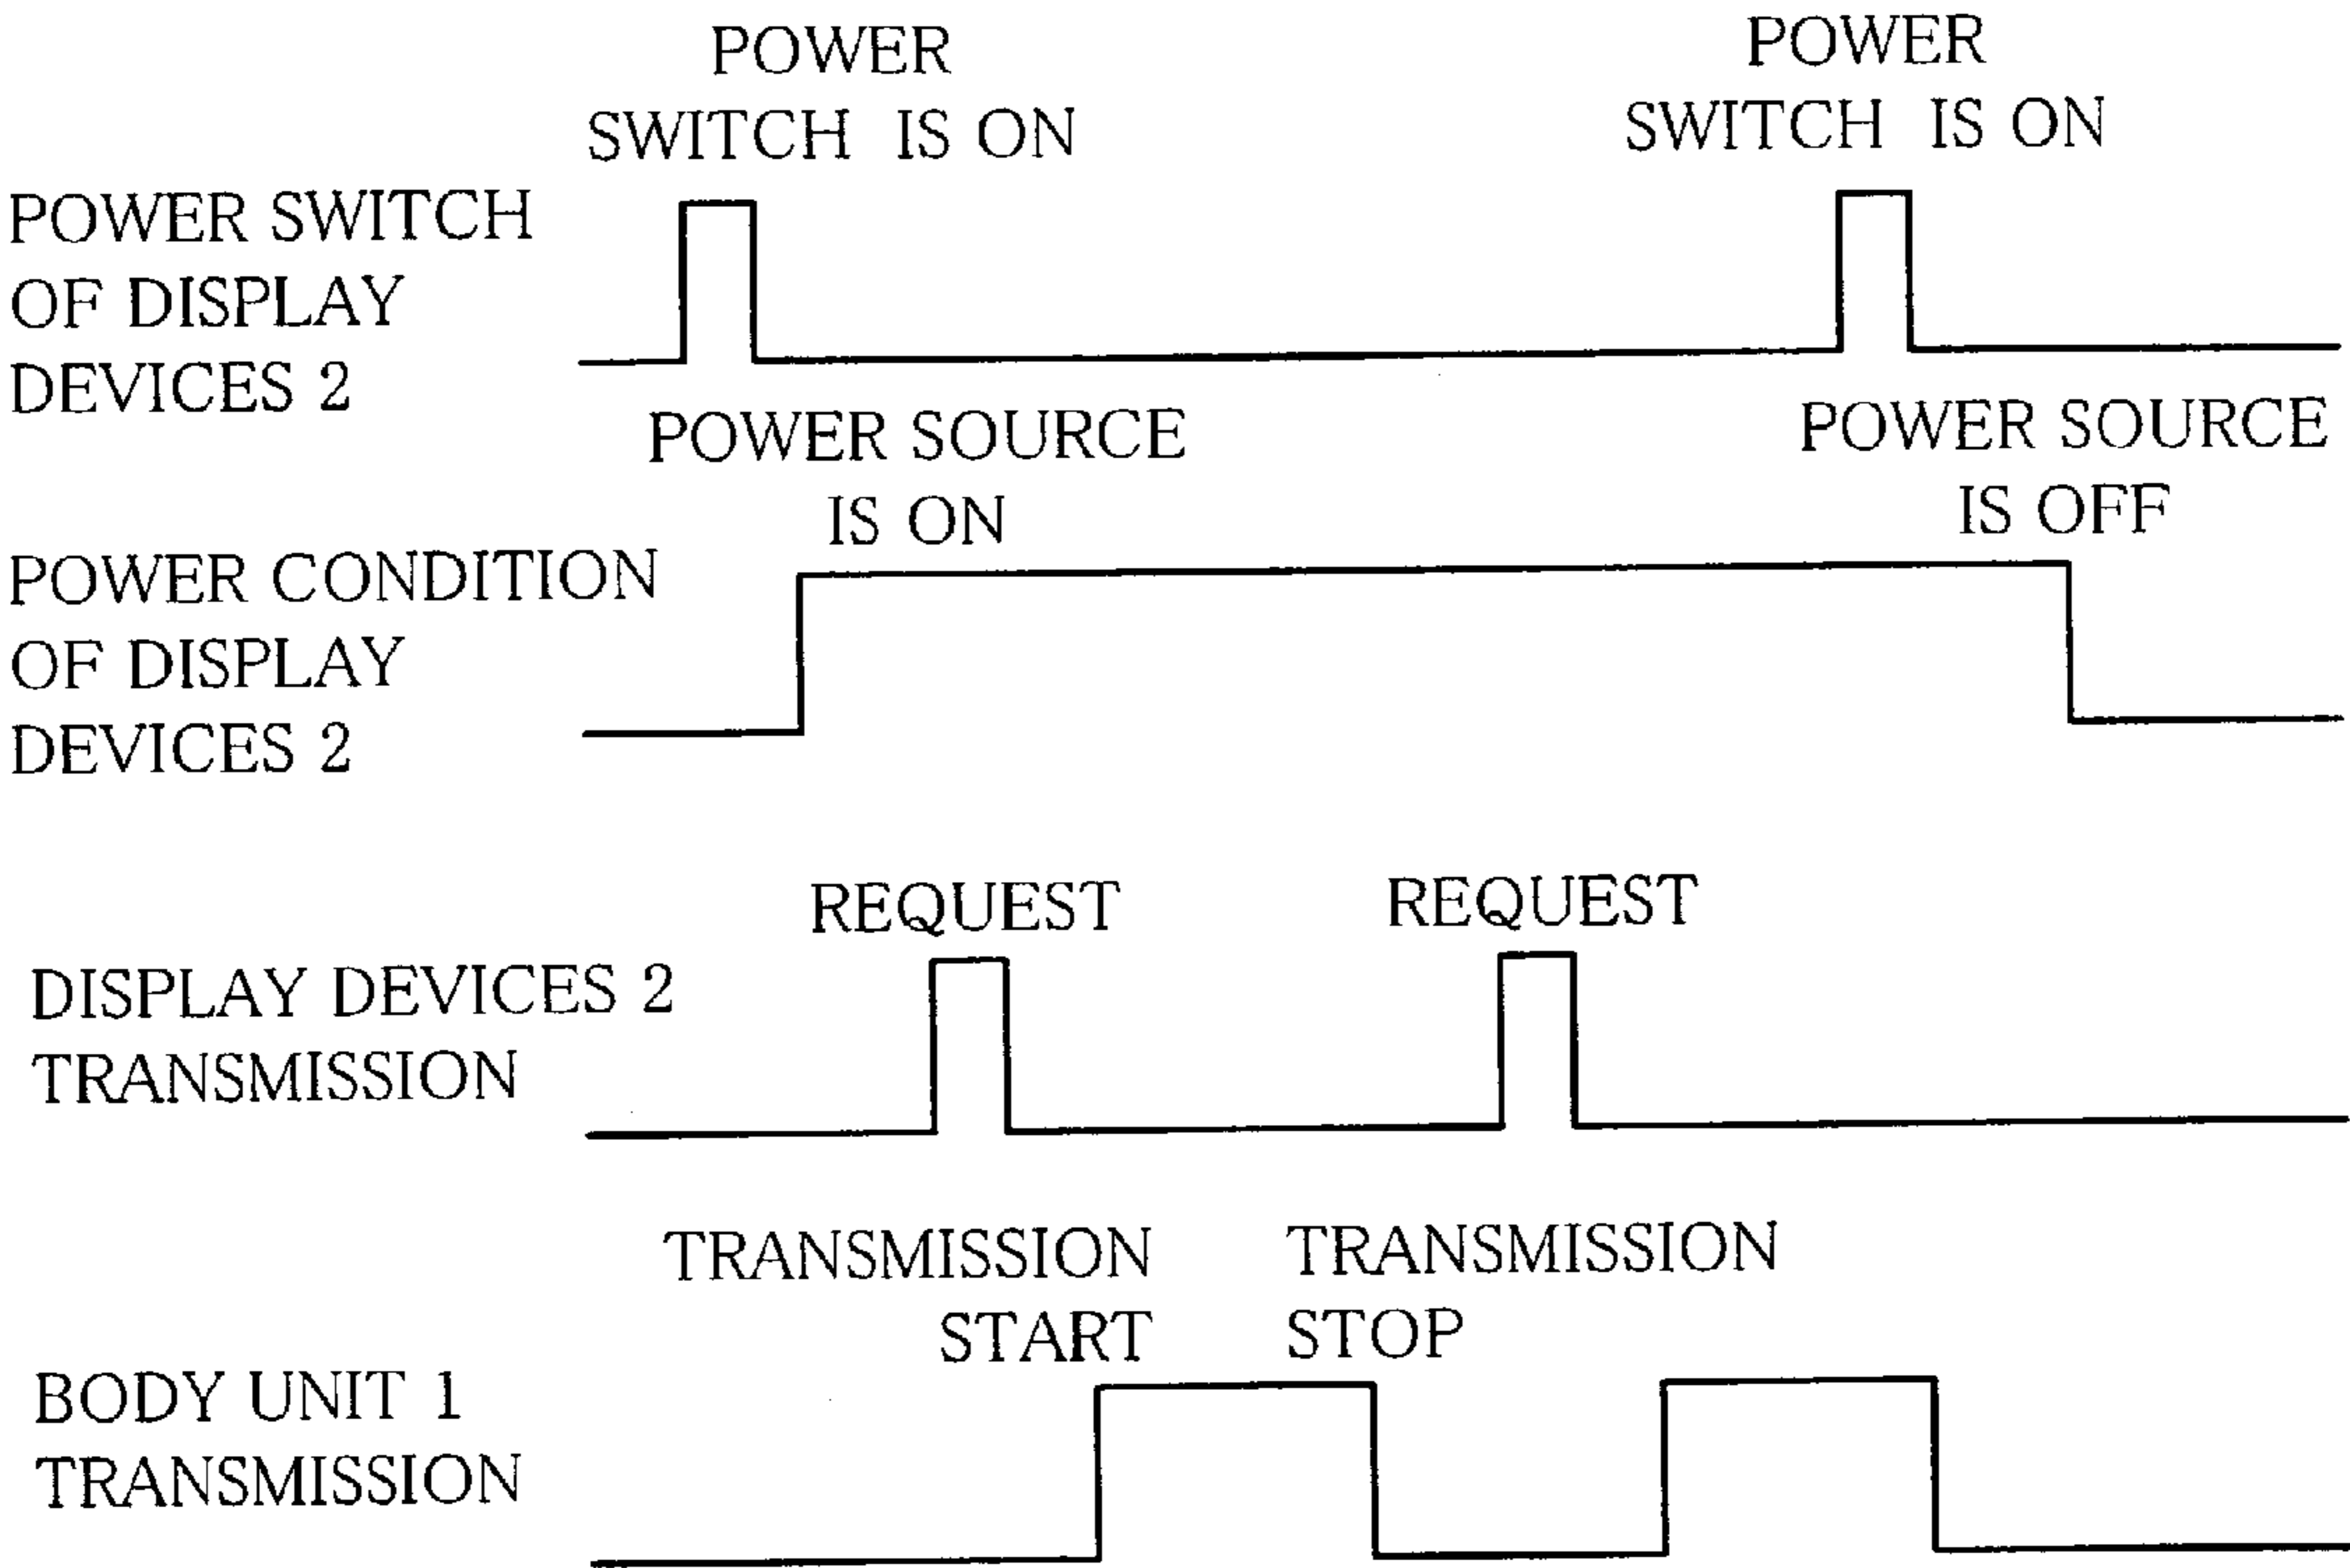 POWER
SWITCH IS ON
POWER
SWITCH IS ON
POWER SWITCH
OF DISPLAY
DEVICES 2
POWER SOURCE
IS ON
POWER SOURCE
IS OFF
POWER CONDITION
OF DISPLAY
DEVICES 2
REQUEST
REQUEST
DISPLAY DEVICES 2
TRANSMISSION
TRANSMISSION
START
TRANSMISSION
STOP
BODY UNIT 1
TRANSMISSION